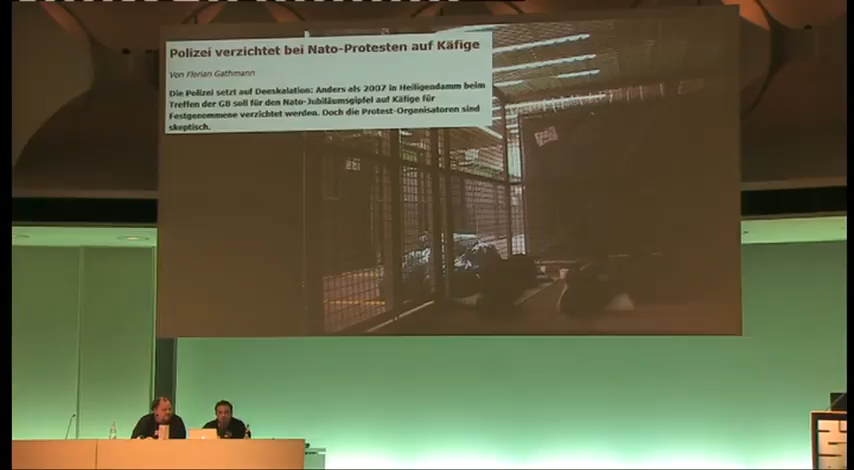 Polizei verzichtet bei Nato-Protesten auf Käfige
Von Florian Gathmann
Die Polizei setzt auf Deeskalation: Anders als 2007 in Heiligendamm beim
Treffen der G8 soll für den Nato-Jubiläumsgipfel auf Käfige für
Festgenommene verzichtet werden. Doch die Protest-Organisatoren sind
skeptisch.